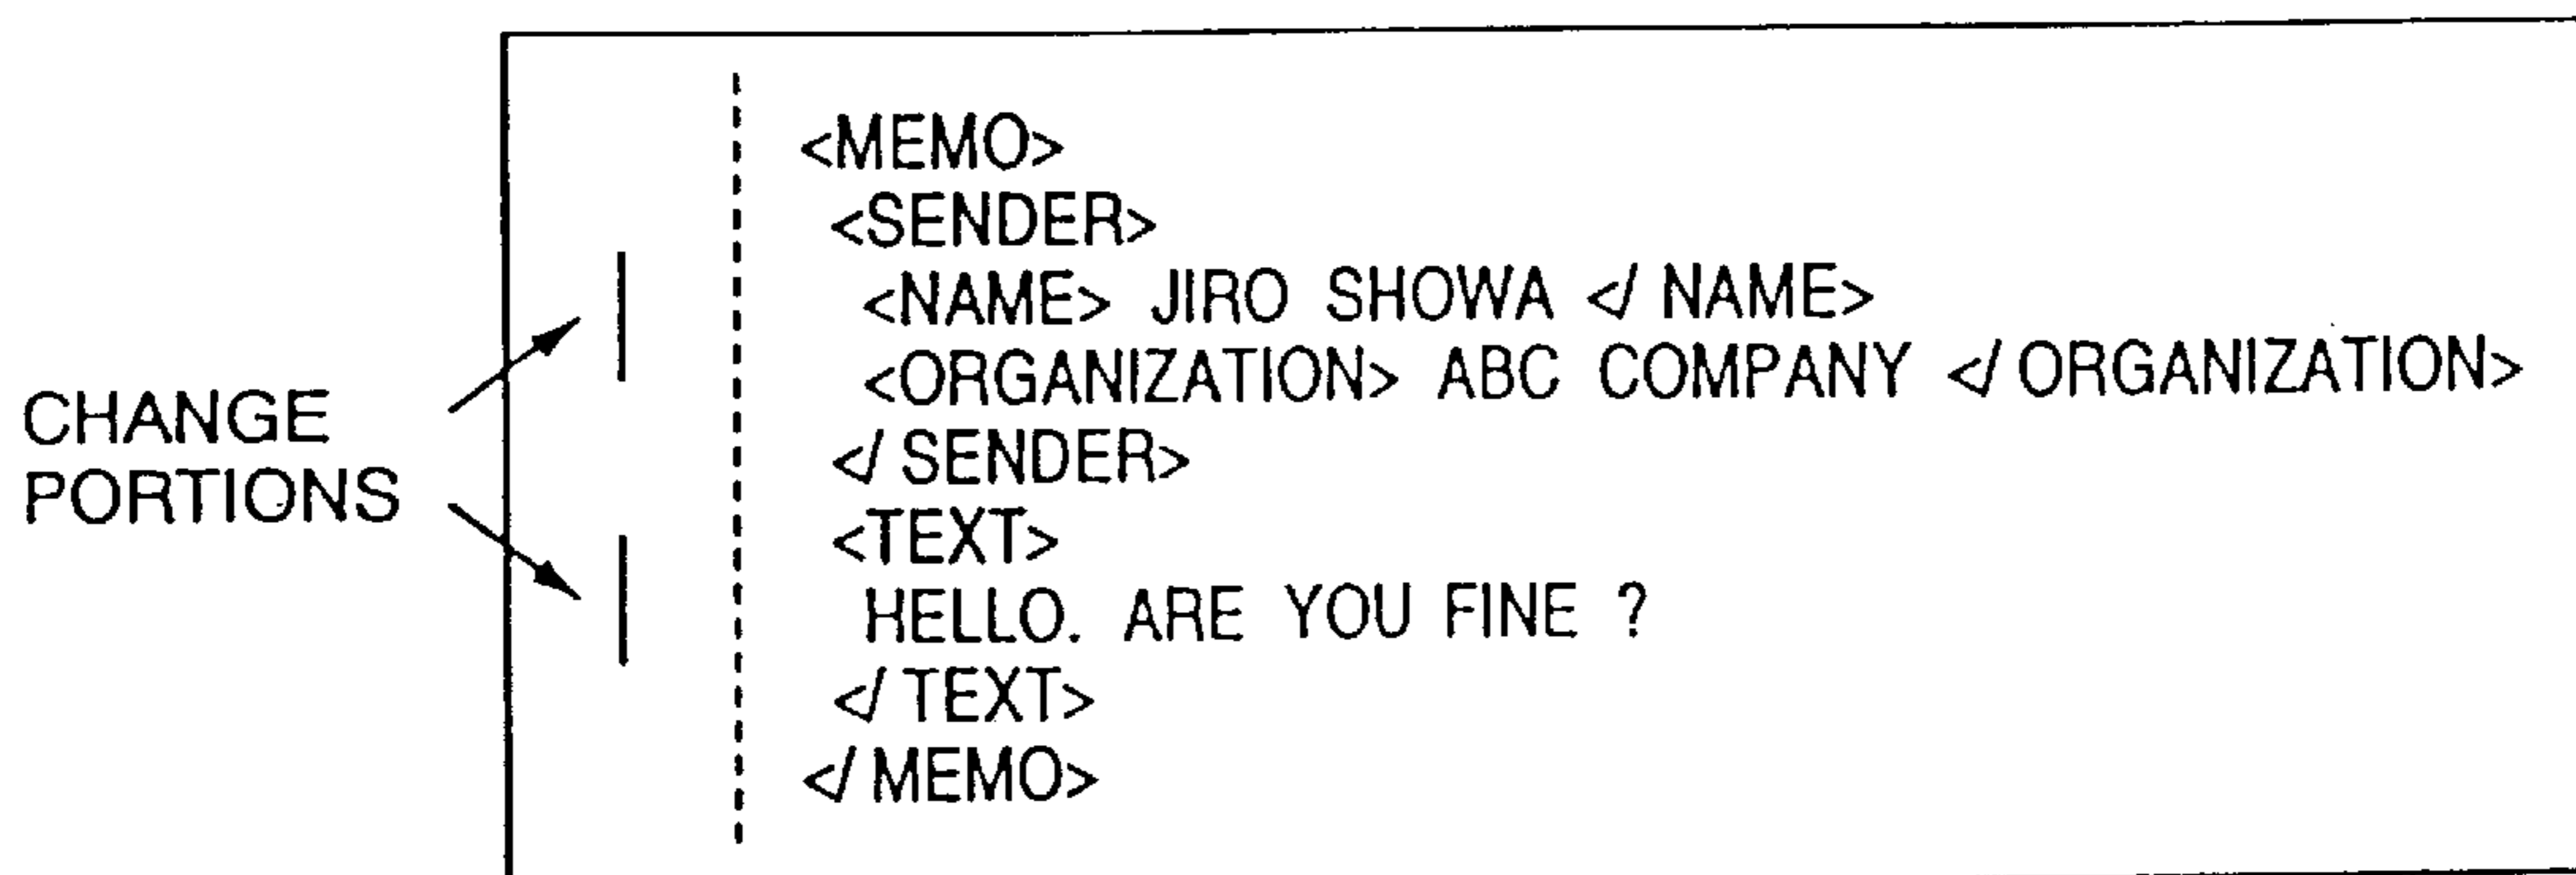 <MEMO>
<SENDER>
<NAME> JIRO SHOWA </ NAME>
<ORGANIZATION> ABC COMPANY </ ORGANIZATION>
</ SENDER>
<TEXT>
HELLO. ARE YOU FINE ?
</ TEXT>
</ MEMO>
CHANGE
PORTIONS